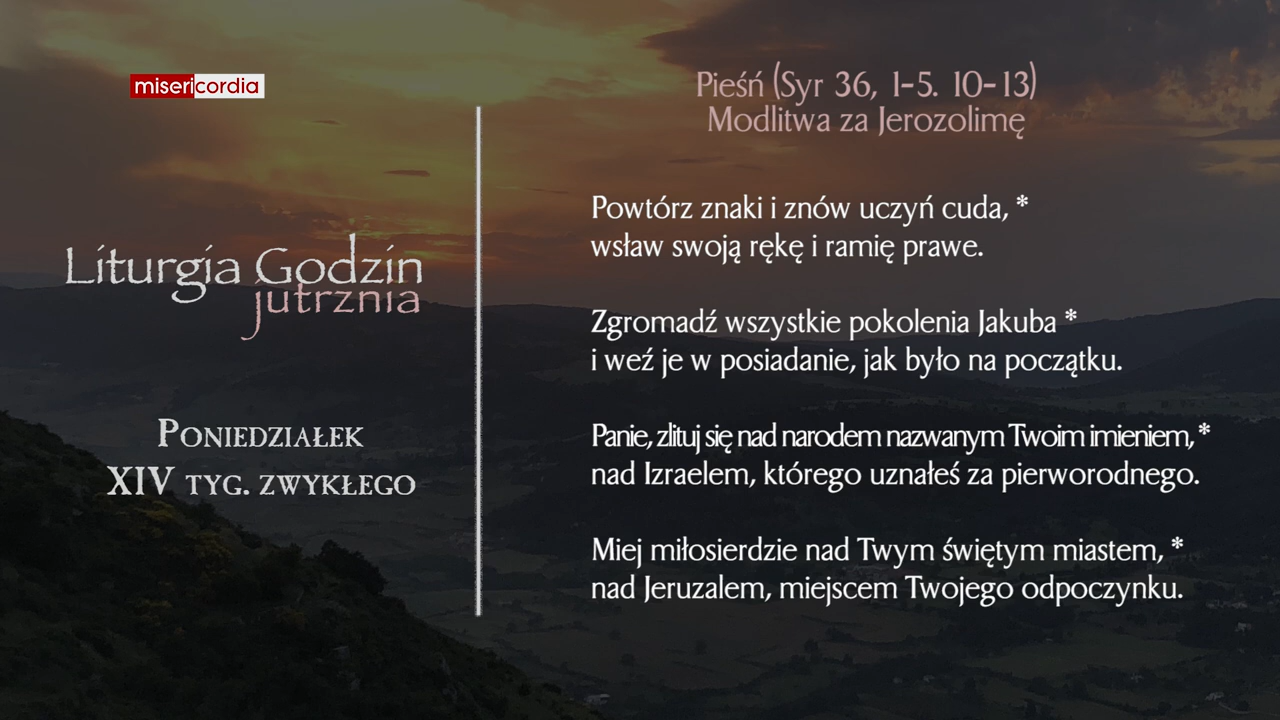 misericordia
Liturgia Godzin
jutrznia
Poniedziałek
XIV tyg. zwykłego
Pieśń (Syr 36, 1-5. 10-13)
Modlitwa za Jerozolimę
Powtórz znaki i znów uczyń cuda, *
wsław swoją rękę i ramię prawe.
Zgromadź wszystkie pokolenia Jakuba *
i weź je w posiadanie, jak było na początku.
Panie, zlituj się nad narodem nazwanym Twoim imieniem, *
nad Izraelem, którego uznałeś za pierworodnego.
Miej miłosierdzie nad Twym świętym miastem, *
nad Jeruzalem, miejscem Twojego odpoczynku.